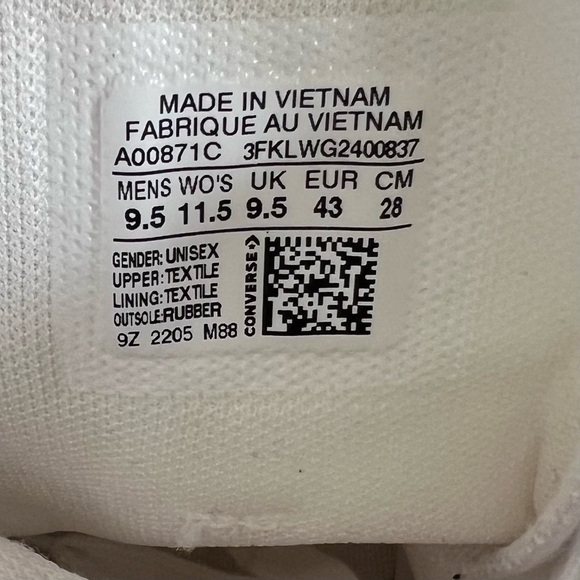 MADE IN VIETNAM
FABRIQUE AU VIETNAM
A00871C 3FKLWG2400837
MENS WO'S UK EUR CM
9.5 11.5 9.5 43 28
GENDER: UNISEX
UPPER: TEXTILE
LINING: TEXTILE
OUTSOLE: RUBBER
9Z 2205 M88
CONVERSE